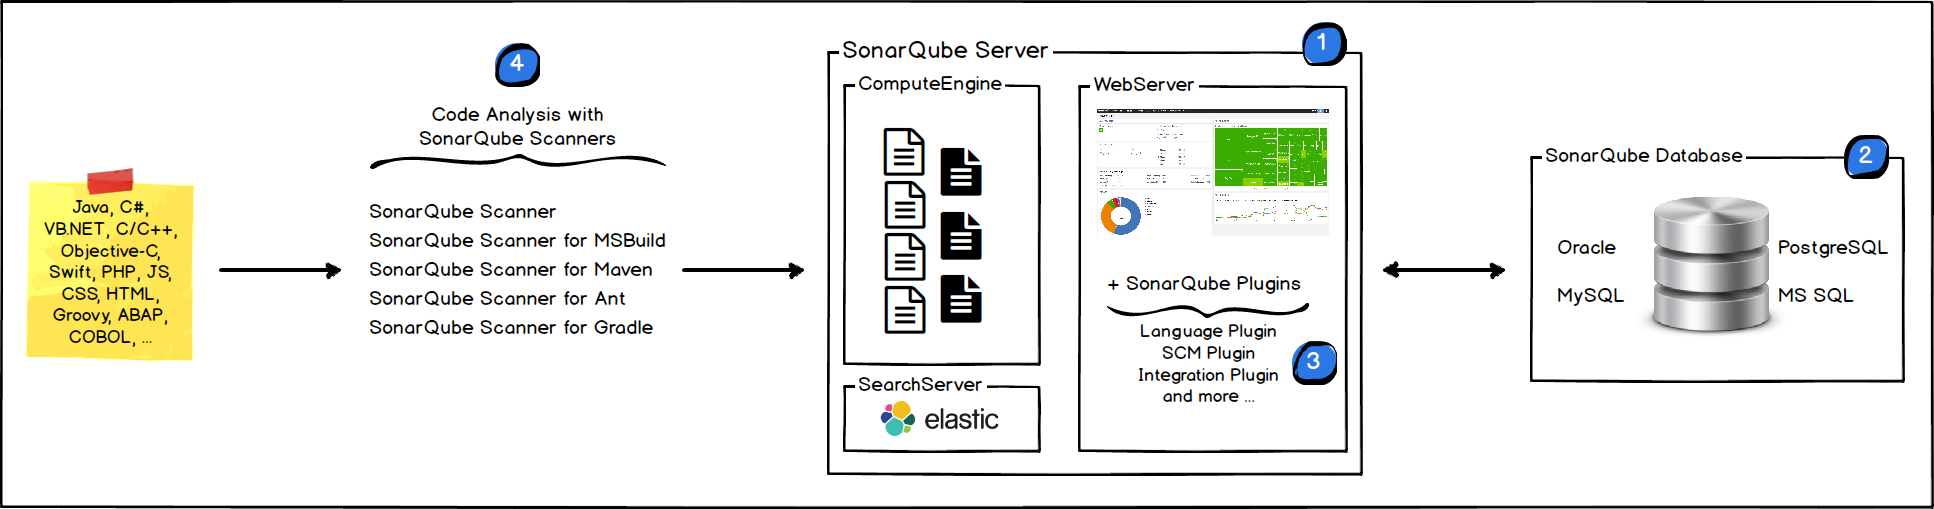 Java, C#,
VB.NET, C/C++,
Objective-C,
Swift, PHP, JS,
CSS, HTML,
Groovy, ABAP,
COBOL, ...
4
Code Analysis with
SonarQube Scanners
SonarQube Scanner
SonarQube Scanner for MSBuild
SonarQube Scanner for Maven
SonarQube Scanner for Ant
SonarQube Scanner for Gradle
SonarQube Server
1
ComputeEngine
SearchServer
elastic
WebServer
+ SonarQube Plugins
Language Plugin
SCM Plugin
Integration Plugin
and more ...
3
SonarQube Database
2
Oracle
PostgreSQL
MySQL
MS SQL